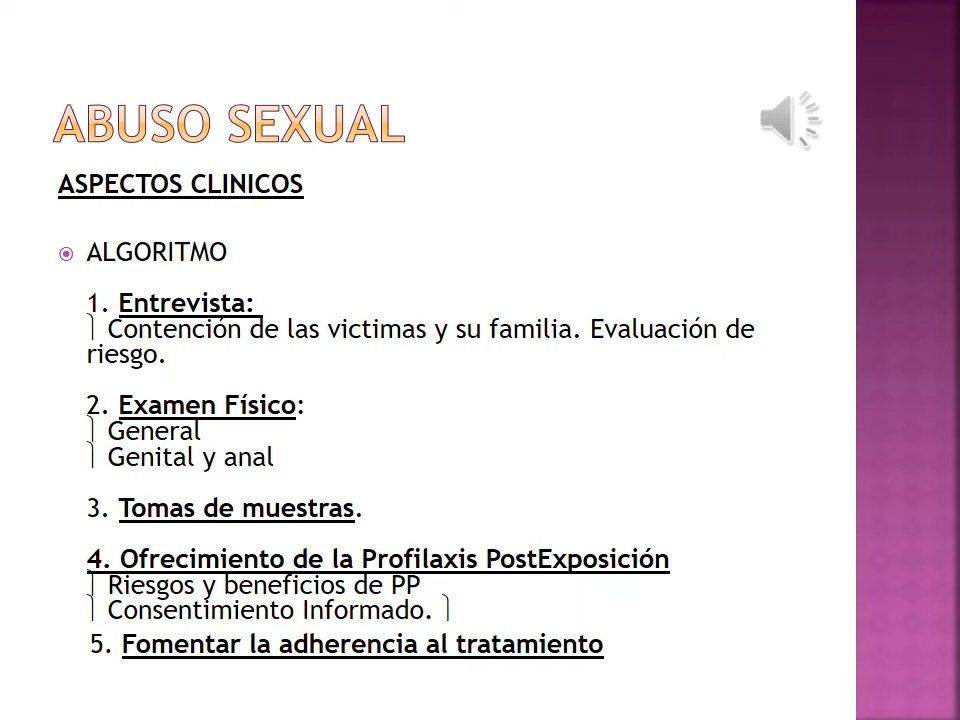 ABUSO SEXUAL
ASPECTOS CLINICOS
ALGORITMO
1. Entrevista:
⎫ Contención de las victimas y su familia. Evaluación de
riesgo.
2. Examen Físico:
⎫ General
⎫ Genital y anal
3. Tomas de muestras.
4. Ofrecimiento de la Profilaxis PostExposición
⎫ Riesgos y beneficios de PP
⎫ Consentimiento Informado. ⎫
5. Fomentar la adherencia al tratamiento